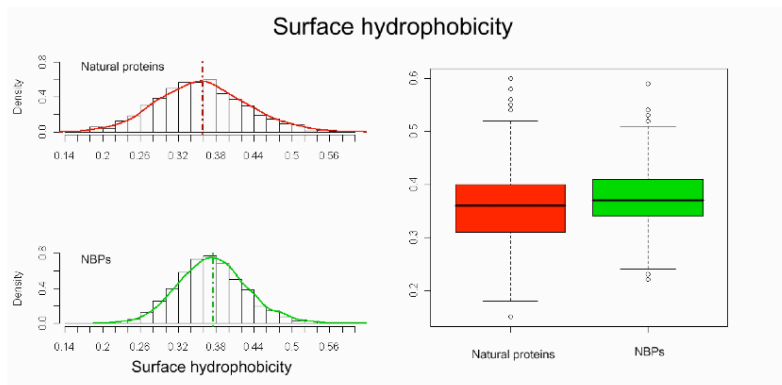 Surface hydrophobicity
Natural proteins
Density
0.0 0.4 0.8
0.14 0.2 0.26 0.32 0.38 0.44 0.5 0.56
NBPs
Density
0.0 0.4 0.8
0.14 0.2 0.26 0.32 0.38 0.44 0.5 0.56
Surface hydrophobicity
0.6
0.5
0.4
0.3
0.2
Natural proteins NBPs